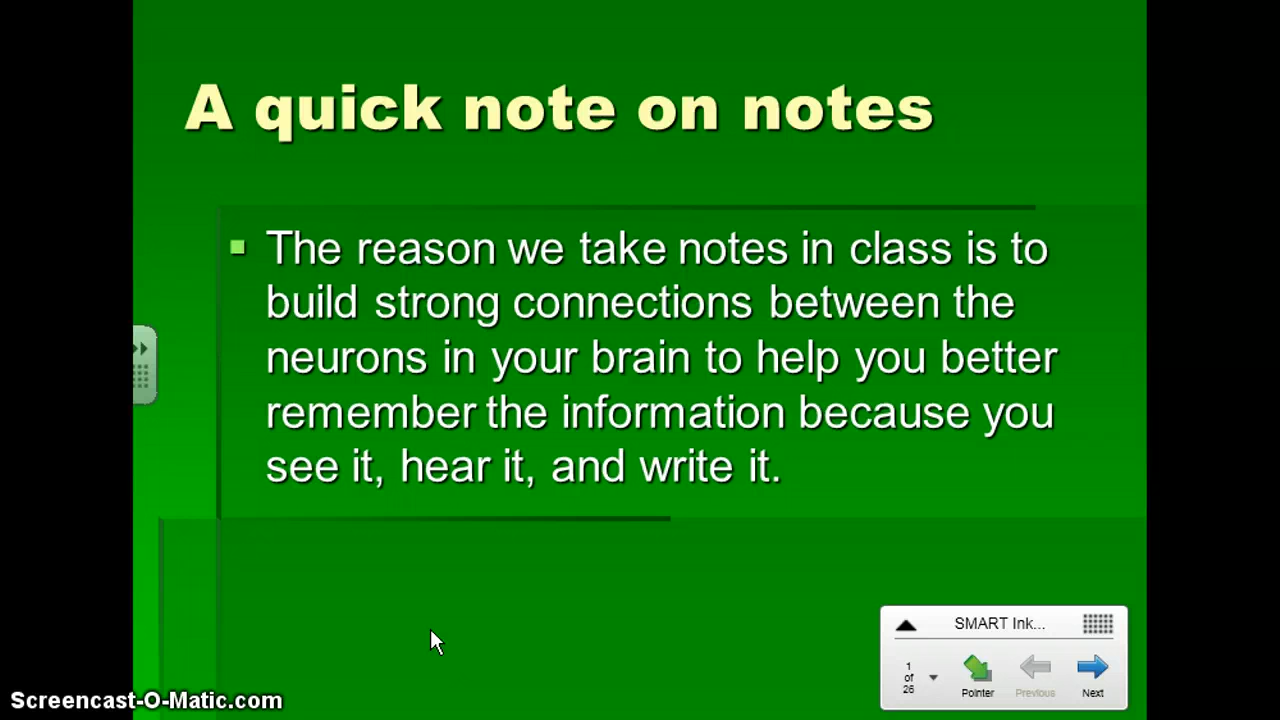 A quick note on notes
The reason we take notes in class is to
build strong connections between the
neurons in your brain to help you better
remember the information because you
see it, hear it, and write it.
SMART Ink...
1
of
26
Pointer
Previous
Next
Screencast-O-Matic.com